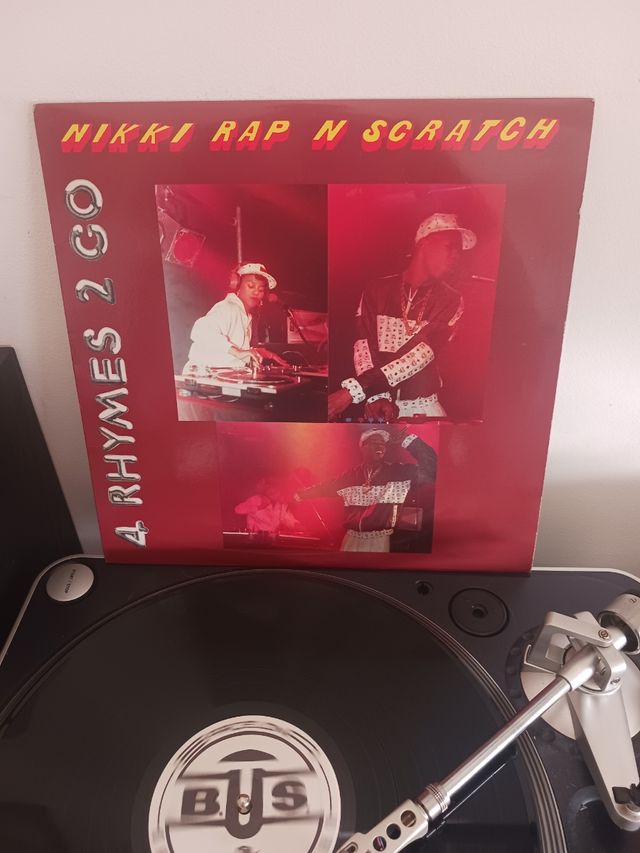 NIKKI RAP N SCRATCH
4 RHYMES 2 GO
B.U.S.